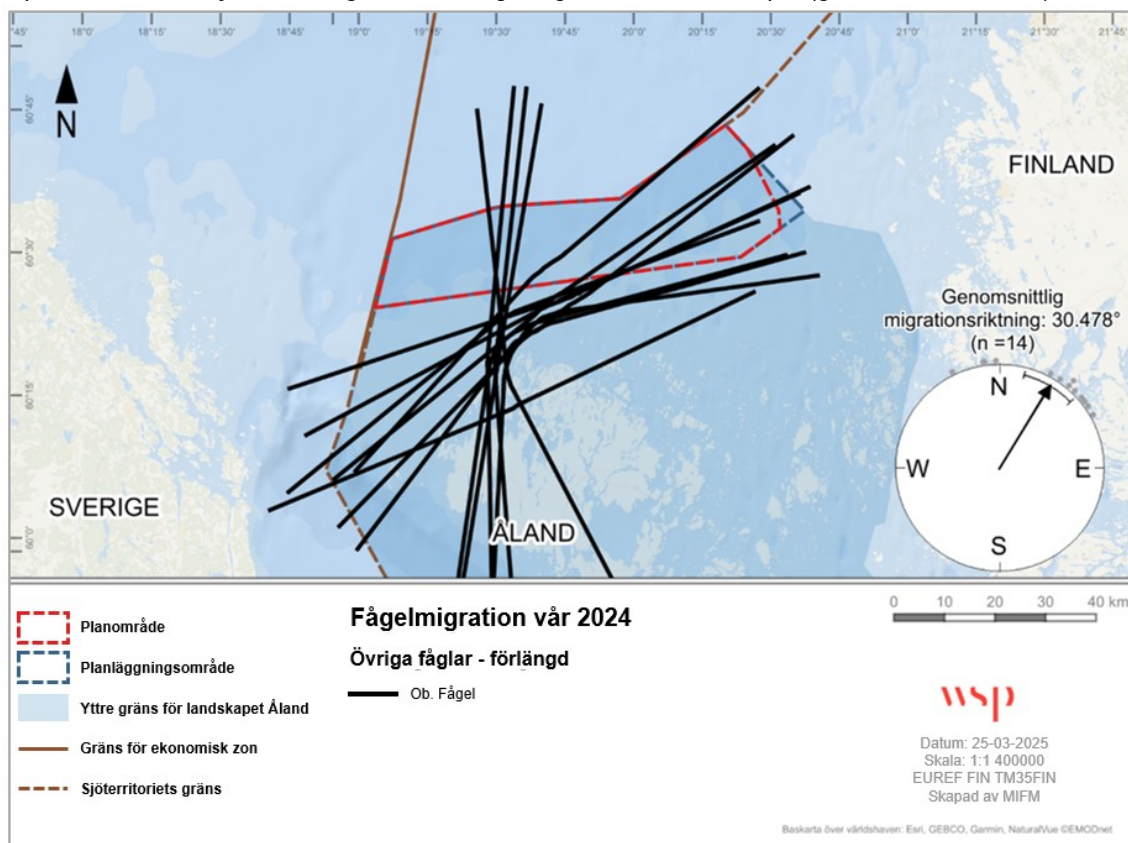 °45' 18°0' 18°15' 18°30' 18°45' 19°0' 19°15' 19°30' 19°45' 20°0' 20°15' 20°30' 20°45' 21°0' 21°15' 21°30' 21°45'
60°45'
N
FINLAND
60°30'
Genomsnittlig
migrationsriktning: 30.478°
(n =14)
N
60°15'
W
E
SVERIGE
ÅLAND
60°0'
S
Planområde
Planläggningsområde
Yttre gräns för landskapet Åland
Gräns för ekonomisk zon
Sjöterritoriets gräns
Fågelmigration vår 2024
Övriga fåglar - förlängd
Ob. Fågel
0 10 20 30 40 km
wsp
Datum: 25-03-2025
Skala: 1:1 400000
EUREF FIN TM35FIN
Skapad av MIFM
Baskarta över världshaven: Esri, GEBCO, Garmin, NaturalVue ©EMODnet